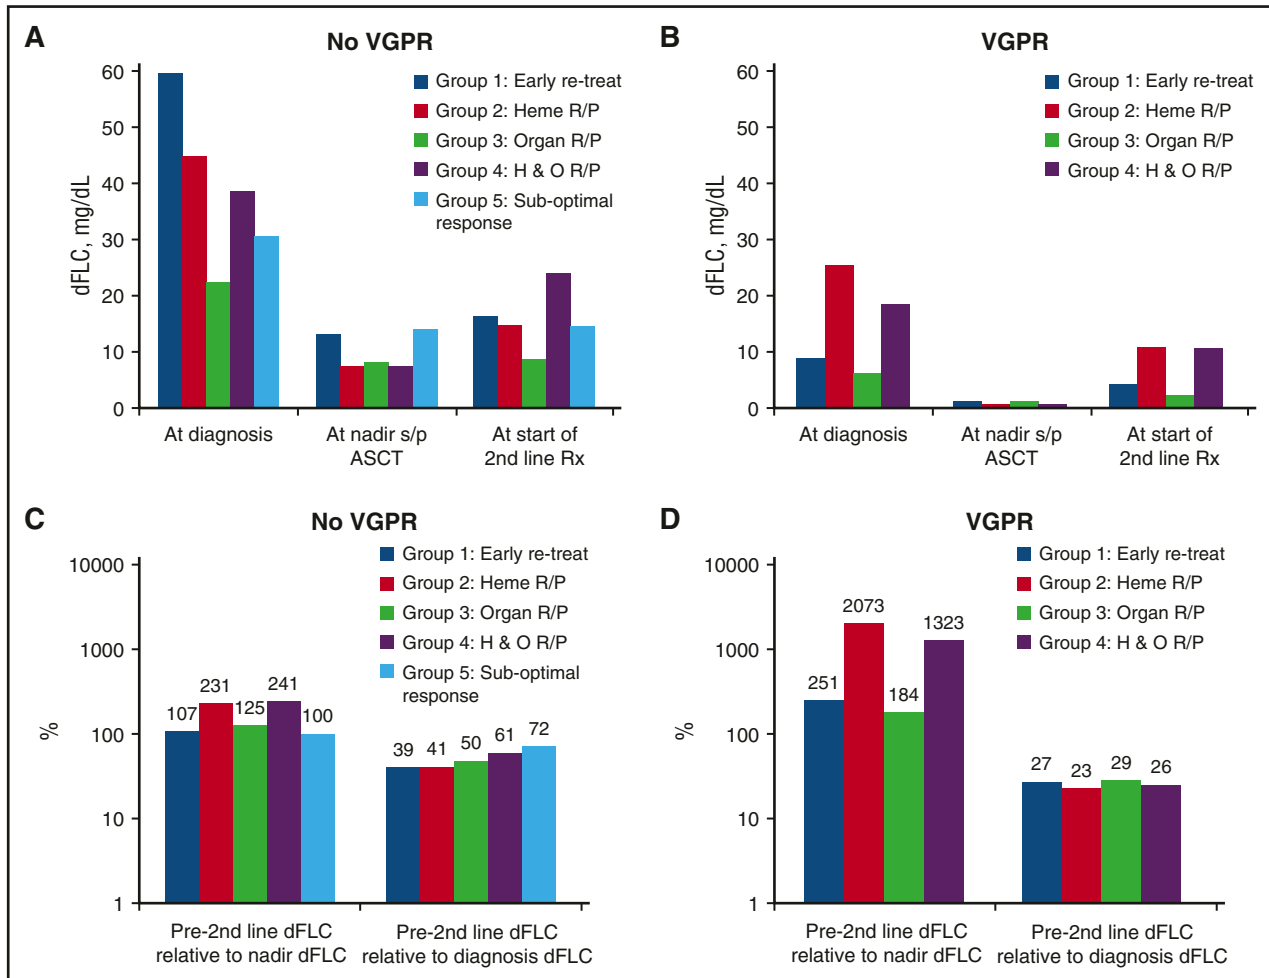 A
No VGPR
60
50
40
30
20
10
0
dFLC, mg/dL
Group 1: Early re-treat
Group 2: Heme R/P
Group 3: Organ R/P
Group 4: H & O R/P
Group 5: Sub-optimal
response
At diagnosis
At nadir s/p
ASCT
At start of
2nd line Rx
B
VGPR
60
50
40
30
20
10
0
dFLC, mg/dL
Group 1: Early re-treat
Group 2: Heme R/P
Group 3: Organ R/P
Group 4: H & O R/P
At diagnosis
At nadir s/p
ASCT
At start of
2nd line Rx
C
No VGPR
10000
1000
100
10
1
%
Group 1: Early re-treat
Group 2: Heme R/P
Group 3: Organ R/P
Group 4: H & O R/P
Group 5: Sub-optimal
response
107
231
125
241
100
39
41
50
61
72
Pre-2nd line dFLC
relative to nadir dFLC
Pre-2nd line dFLC
relative to diagnosis dFLC
D
VGPR
10000
1000
100
10
1
%
Group 1: Early re-treat
Group 2: Heme R/P
Group 3: Organ R/P
Group 4: H & O R/P
251
2073
184
1323
27
23
29
26
Pre-2nd line dFLC
relative to nadir dFLC
Pre-2nd line dFLC
relative to diagnosis dFLC